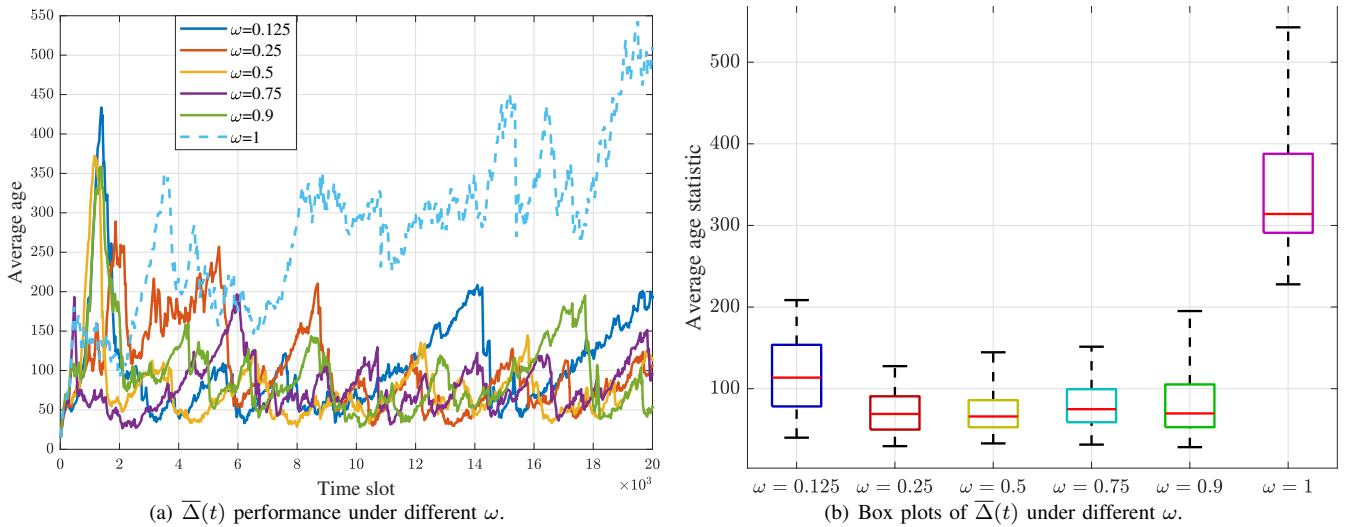 550
500
450
400
350
300
250
200
150
100
50
0
Average age
ω=0.125
ω=0.25
ω=0.5
ω=0.75
ω=0.9
ω=1
0 2 4 6 8 10 12 14 16 18 20
Time slot
×10³
(a) Δ̅(t) performance under different ω.
500
400
300
200
100
Average age statistic
ω = 0.125 ω = 0.25 ω = 0.5 ω = 0.75 ω = 0.9 ω = 1
(b) Box plots of Δ̅(t) under different ω.